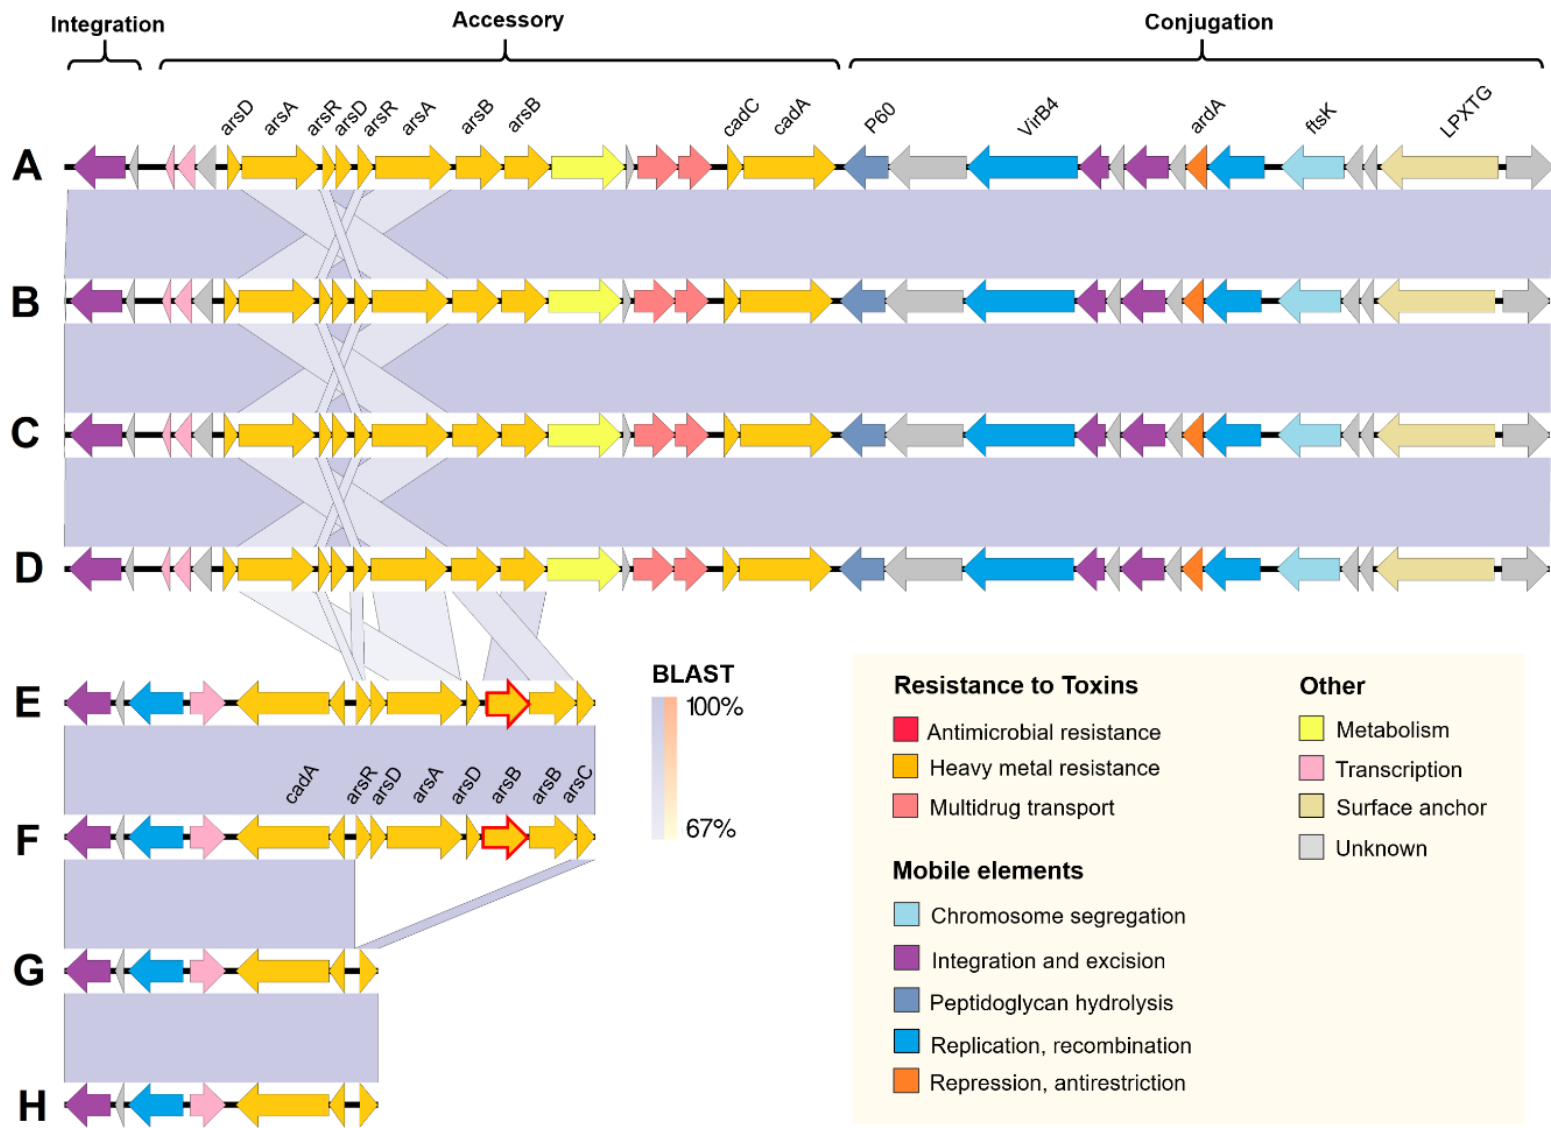 Integration
Accessory
Conjugation
arsD
arsA
arsR
arsD
arsR
arsA
arsB
arsB
cadC
cadA
P60
VirB4
ardA
ftsK
LPXTG
A
B
C
D
E
BLAST
100%
67%
cadA
arsR
arsD
arsA
arsD
arsB
arsB
arsC
F
G
H
Resistance to Toxins
Antimicrobial resistance
Heavy metal resistance
Multidrug transport
Mobile elements
Chromosome segregation
Integration and excision
Peptidoglycan hydrolysis
Replication, recombination
Repression, antirestriction
Other
Metabolism
Transcription
Surface anchor
Unknown